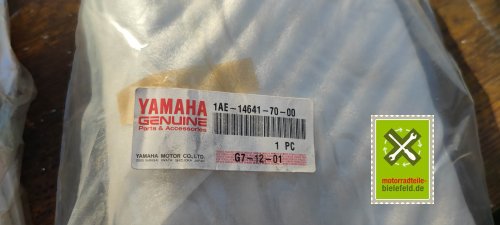 YAMAHA
GENUINE
Parts & Accessories
1AE-14641-70-00
1 PC
YAMAHA MOTOR CO., LTD.
G7-12-01
motorradteile-
bielefeld.de